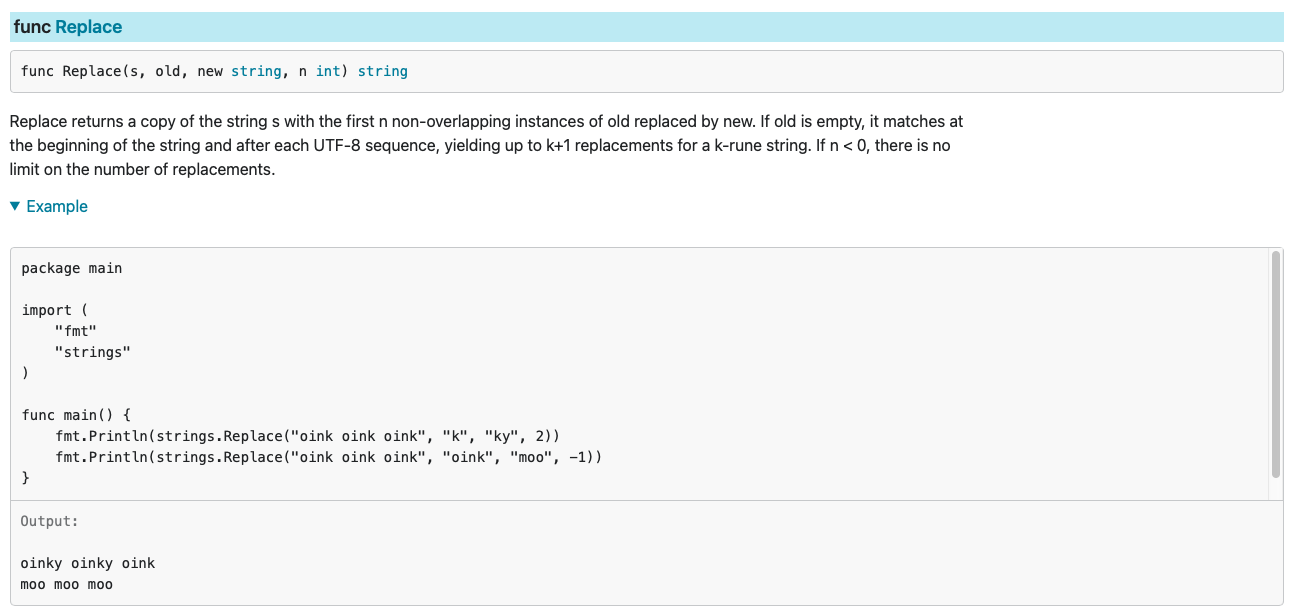 func Replace
func Replace(s, old, new string, n int) string
Replace returns a copy of the string s with the first n non-overlapping instances of old replaced by new. If old is empty, it matches at
the beginning of the string and after each UTF-8 sequence, yielding up to k+1 replacements for a k-rune string. If n < 0, there is no
limit on the number of replacements.
▼ Example
package main
import (
    "fmt"
    "strings"
)
func main() {
    fmt.Println(strings.Replace("oink oink oink", "k", "ky", 2))
    fmt.Println(strings.Replace("oink oink oink", "oink", "moo", -1))
}
Output:
oinky oinky oink
moo moo moo